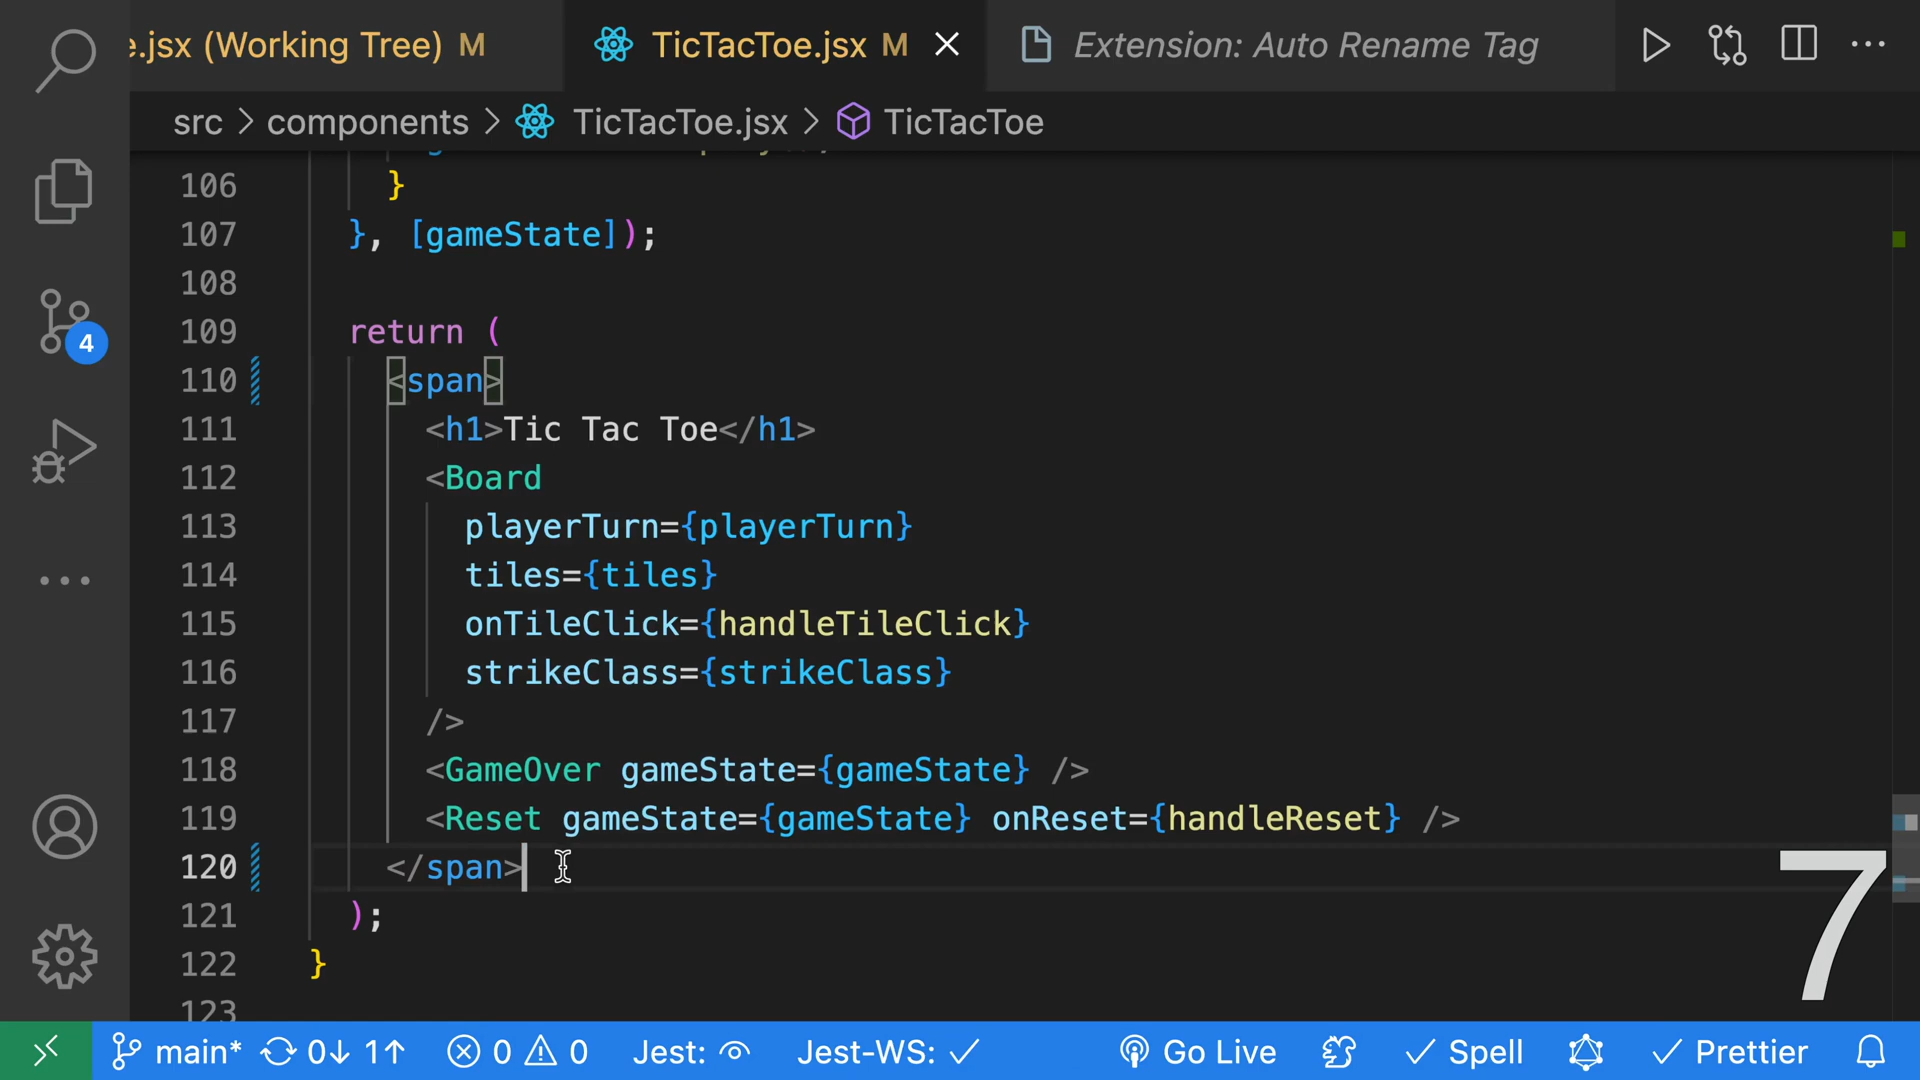 e.jsx (Working Tree) M TicTacToe.jsx M Extension: Auto Rename Tag
src > components > TicTacToe.jsx > TicTacToe
106 }
107 }, [gameState]);
108
109 return (
110 <span>
111 <h1>Tic Tac Toe</h1>
112 <Board
113 playerTurn={playerTurn}
114 tiles={tiles}
115 onTileClick={handleTileClick}
116 strikeClass={strikeClass}
117 />
118 <GameOver gameState={gameState} />
119 <Reset gameState={gameState} onReset={handleReset} />
120 </span>
121 );
122 }
123
4
7
main* 0↓ 1↑ 0 0 Jest: Jest-WS: ✓ Go Live ✓ Spell ✓ Prettier